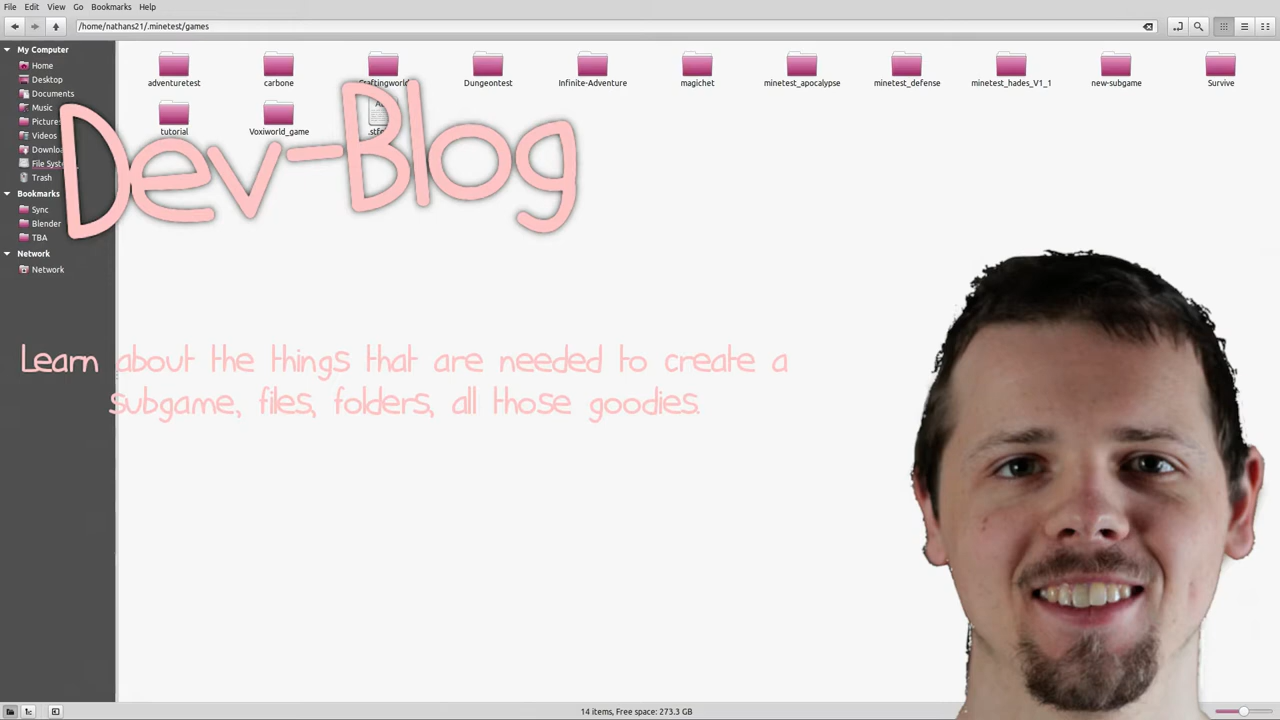 File Edit View Go Bookmarks Help
/home/nathans21/.minetest/games
My Computer
Home
Desktop
Documents
Music
Pictures
Videos
File
Trash
Bookmarks
Sync
Blender
TBA
Network
Network
adventuretest carbone Dungeontest Infinite-Adventure magichet minetest_apocalypse minetest_defense minetest_hades_V1_1 new-subgame Survive
tutorial Voxiworld_game
Dev-Blog
Learn about the things that are needed to create a
subgame, files, folders, all those goodies.
14 items, Free space: 273.3 GB